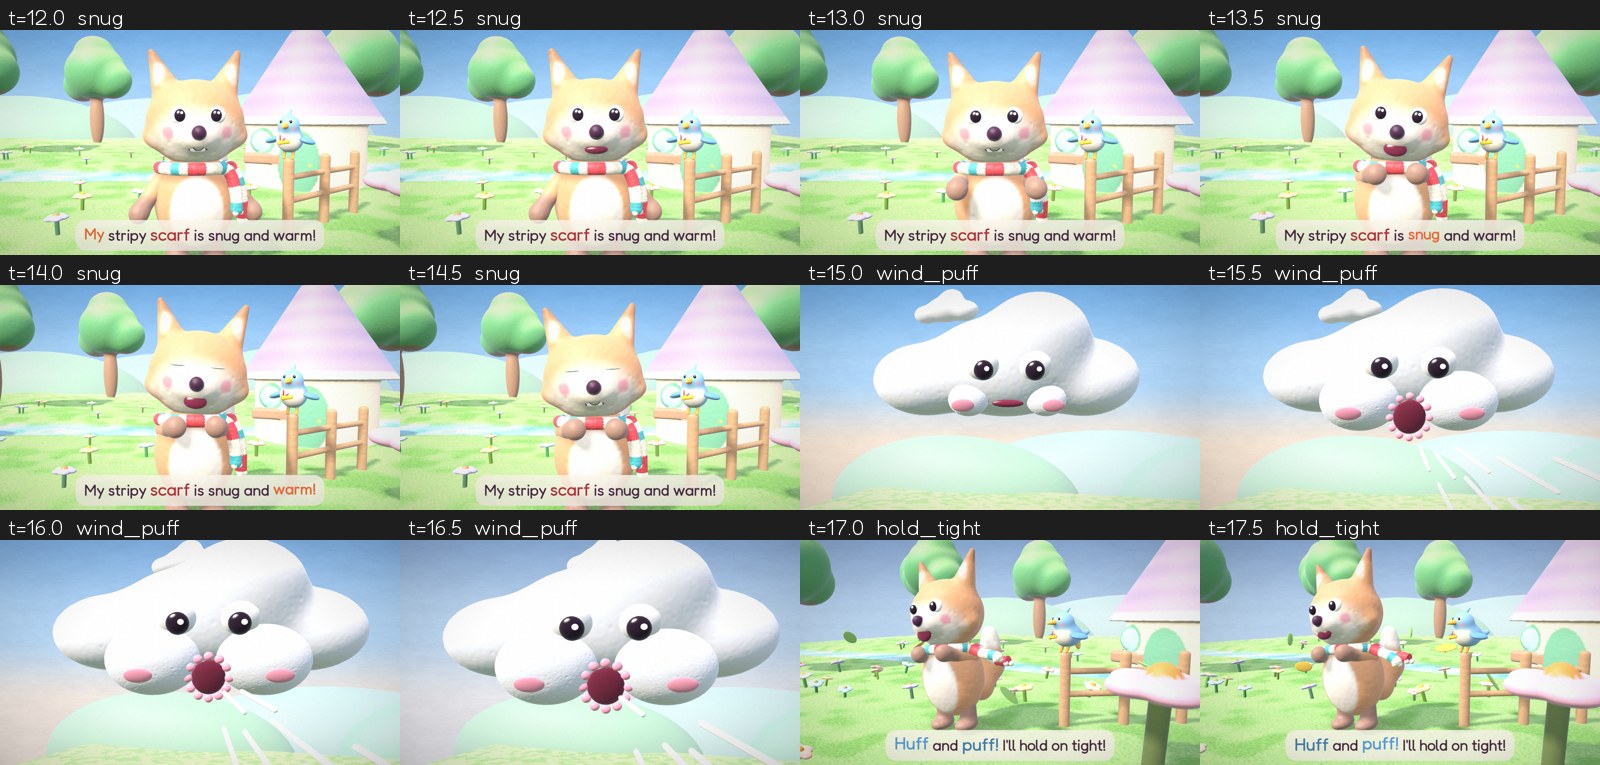 t=12.0 snug
t=12.5 snug
t=13.0 snug
t=13.5 snug
My stripy scarf is snug and warm!
My stripy scarf is snug and warm!
My stripy scarf is snug and warm!
My stripy scarf is snug and warm!
t=14.0 snug
t=14.5 snug
t=15.0 wind_puff
t=15.5 wind_puff
My stripy scarf is snug and warm!
My stripy scarf is snug and warm!
t=16.0 wind_puff
t=16.5 wind_puff
t=17.0 hold_tight
t=17.5 hold_tight
Huff and puff! I'll hold on tight!
Huff and puff! I'll hold on tight!